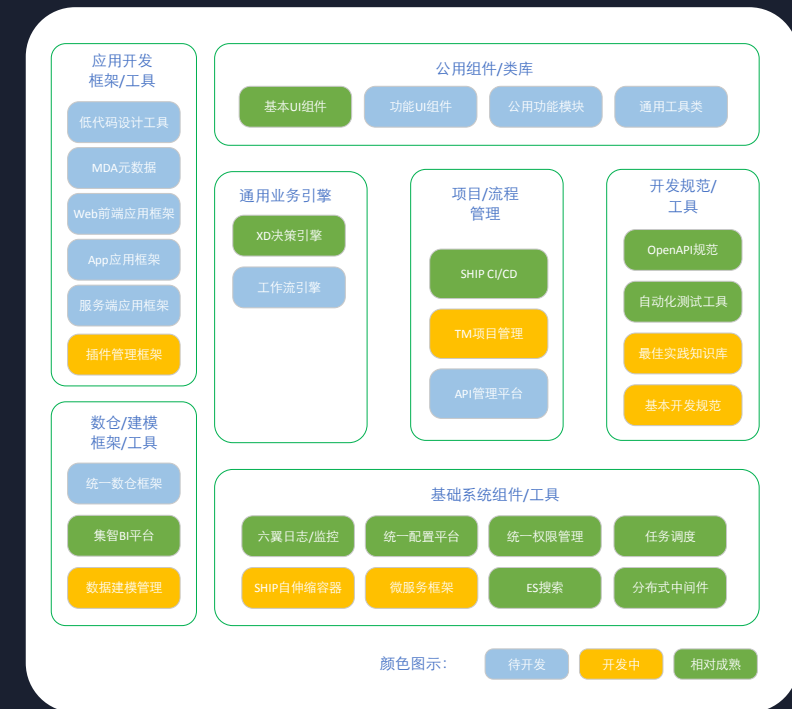 应用开发
框架/工具
低代码设计工具
MDA元数据
Web前端应用框架
App应用框架
服务端应用框架
插件管理框架
公用组件/类库
基本UI组件
功能UI组件
公用功能模块
通用工具类
通用业务引擎
XD决策引擎
工作流引擎
项目/流程
管理
SHIP CI/CD
TM项目管理
API管理平台
开发规范/
工具
OpenAPI规范
自动化测试工具
最佳实践知识库
基本开发规范
数仓/建模
框架/工具
统一数仓框架
集智BI平台
数据建模管理
基础系统组件/工具
六翼日志/监控
统一配置平台
统一权限管理
任务调度
SHIP自伸缩容器
微服务框架
ES搜索
分布式中间件
颜色图示：
待开发
开发中
相对成熟